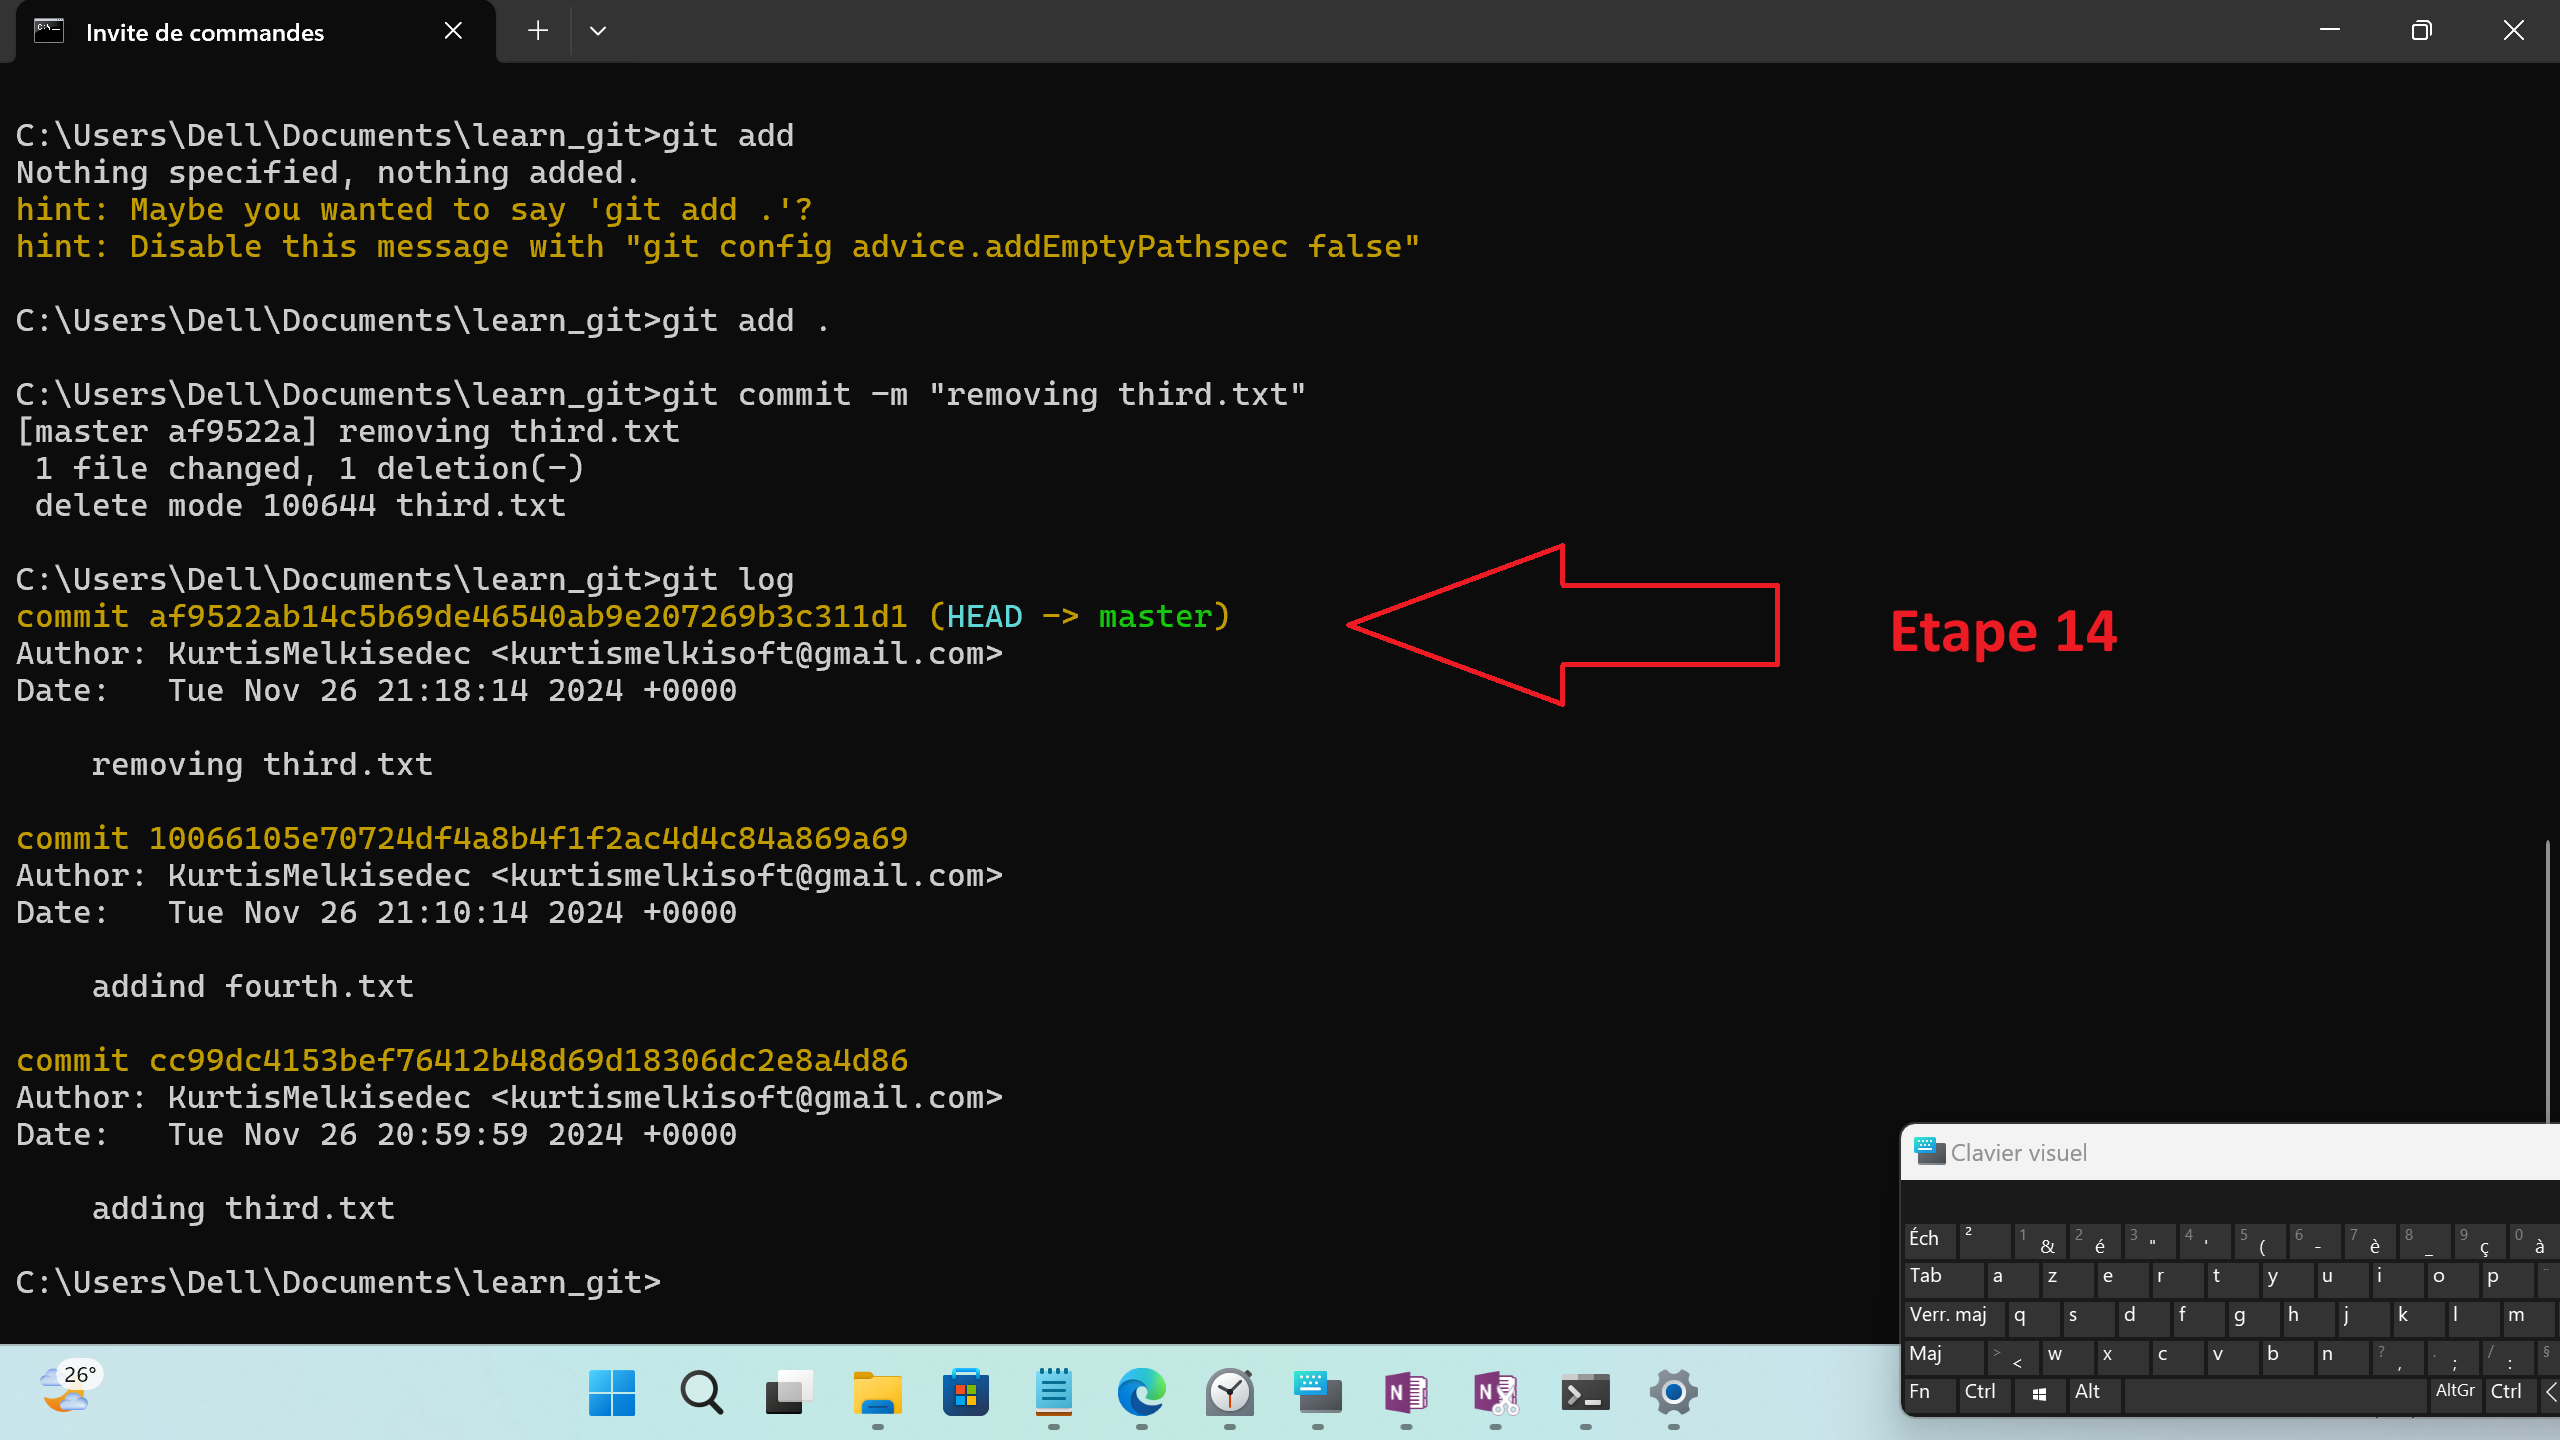 Invite de commandes
C:\Users\Dell\Documents\learn_git>git add
Nothing specified, nothing added.
hint: Maybe you wanted to say 'git add .'?
hint: Disable this message with "git config advice.addEmptyPathspec false"
C:\Users\Dell\Documents\learn_git>git add .
C:\Users\Dell\Documents\learn_git>git commit -m "removing third.txt"
[master af9522a] removing third.txt
 1 file changed, 1 deletion(-)
 delete mode 100644 third.txt
C:\Users\Dell\Documents\learn_git>git log
commit af9522ab14c5b69de46540ab9e207269b3c311d1 (HEAD -> master)
Author: KurtisMelkisedec <kurtismelkisoft@gmail.com>
Date:   Tue Nov 26 21:18:14 2024 +0000
Etape 14
    removing third.txt
commit 10066105e70724df4a8b4f1f2ac4d4c84a869a69
Author: KurtisMelkisedec <kurtismelkisoft@gmail.com>
Date:   Tue Nov 26 21:10:14 2024 +0000
    addind fourth.txt
commit cc99dc4153bef76412b48d69d18306dc2e8a4d86
Author: KurtisMelkisedec <kurtismelkisoft@gmail.com>
Date:   Tue Nov 26 20:59:59 2024 +0000
    adding third.txt
C:\Users\Dell\Documents\learn_git>
Clavier visuel
Éch ² 1 & 2 é 3 " 4 ' 5 ( 6 - 7 è 8 _ 9 ç 0 à
Tab a z e r t y u i o p ¨
Verr. maj q s d f g h j k l m
Maj > < w x c v b n ? , . ; / : §
Fn Ctrl Alt AltGr Ctrl <
26°